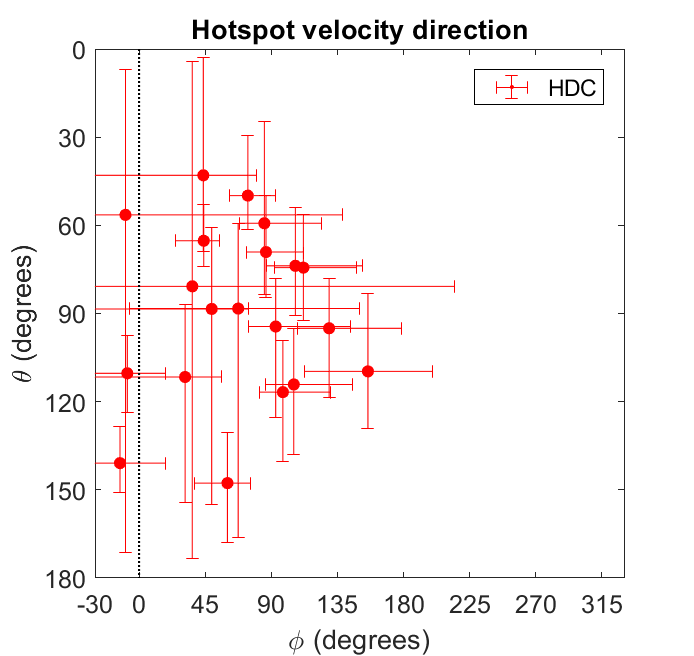 Hotspot velocity direction
HDC
0
30
60
90
120
150
180
θ (degrees)
-30 0 45 90 135 180 225 270 315
ϕ (degrees)